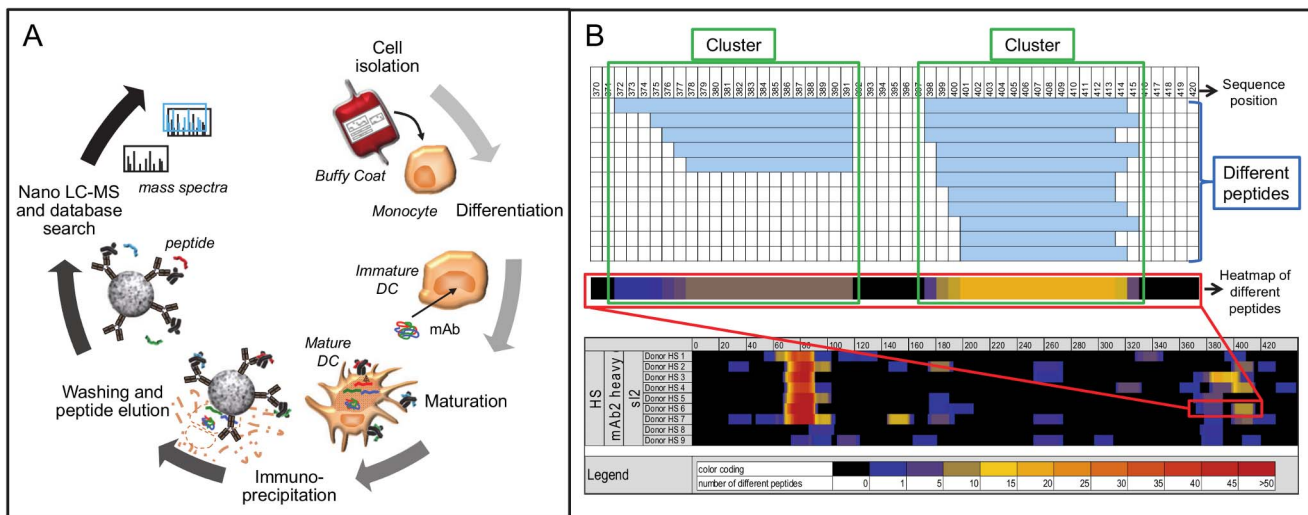 A
Cell
isolation
Buffy Coat
Monocyte
Differentiation
Immature
DC
mAb
Mature
DC
Maturation
Immuno-
precipitation
Washing and
peptide elution
peptide
Nano LC-MS
and database
search
mass spectra
B
Cluster
Cluster
370 371 372 373 374 375 376 377 378 379 380 381 382 383 384 385 386 387 388 389 390 391 392 393 394 395 396 397 398 399 400 401 402 403 404 405 406 407 408 409 410 411 412 413 414 415 416 417 418 419 420
Sequence
position
Different
peptides
Heatmap of
different
peptides
0 20 40 60 80 100 120 140 160 180 200 220 240 260 280 300 320 340 360 380 400 420
HS
mAb2 heavy
sl2
Donor HS 1
Donor HS 2
Donor HS 3
Donor HS 4
Donor HS 5
Donor HS 6
Donor HS 7
Donor HS 8
Donor HS 9
Legend
color coding
number of different peptides 0 1 5 10 15 20 25 30 35 40 45 >50